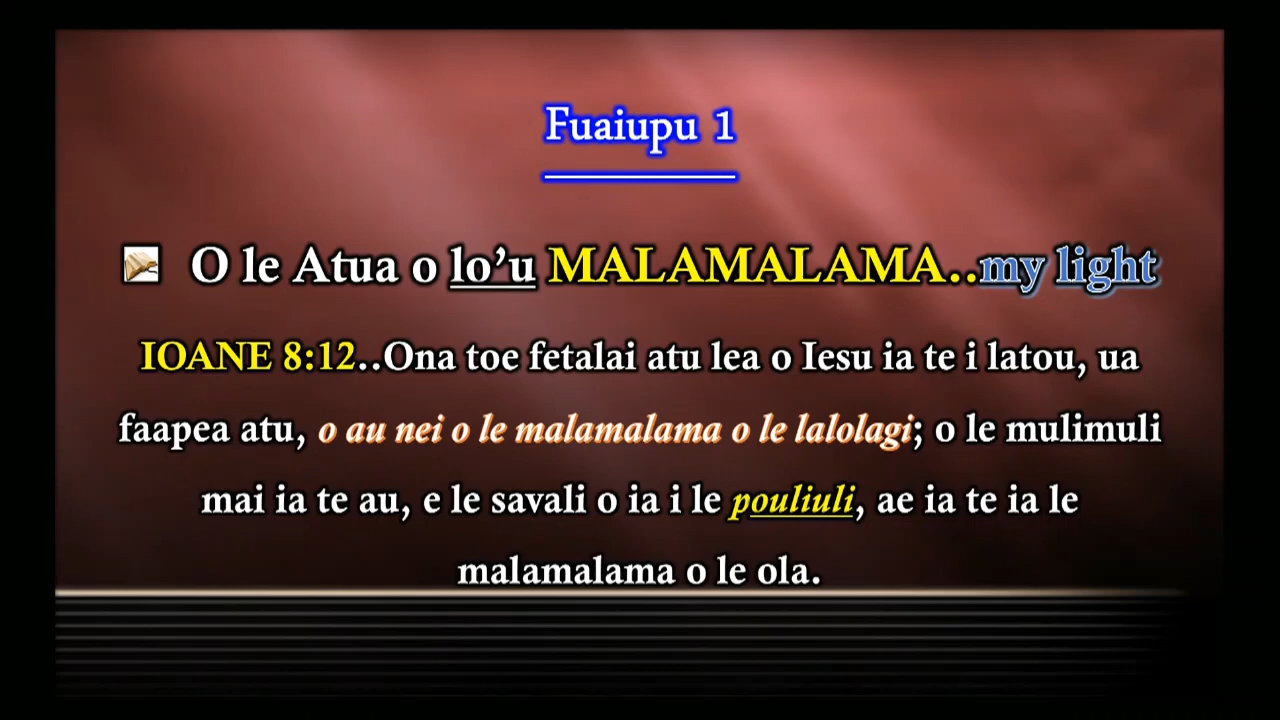 Fuaiupu 1
O le Atua o lo’u MALAMALAMA..my light
IOANE 8:12..Ona toe fetalai atu lea o Iesu ia te i latou, ua
faapea atu, o au nei o le malamalama o le lalolagi; o le mulimuli
mai ia te au, e le savali o ia i le pouliuli, ae ia te ia le
malamalama o le ola.